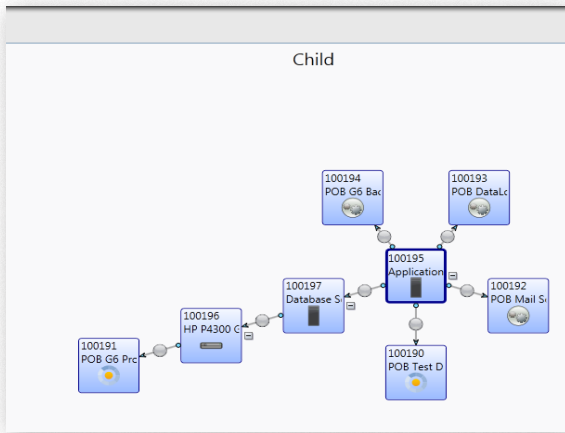 Child
100194
POB G6 Bac
100193
POB DataLo
100195
Application
100197
Database S
100192
POB Mail S
100196
HP P4300 G
100191
POB G6 Pro
100190
POB Test D